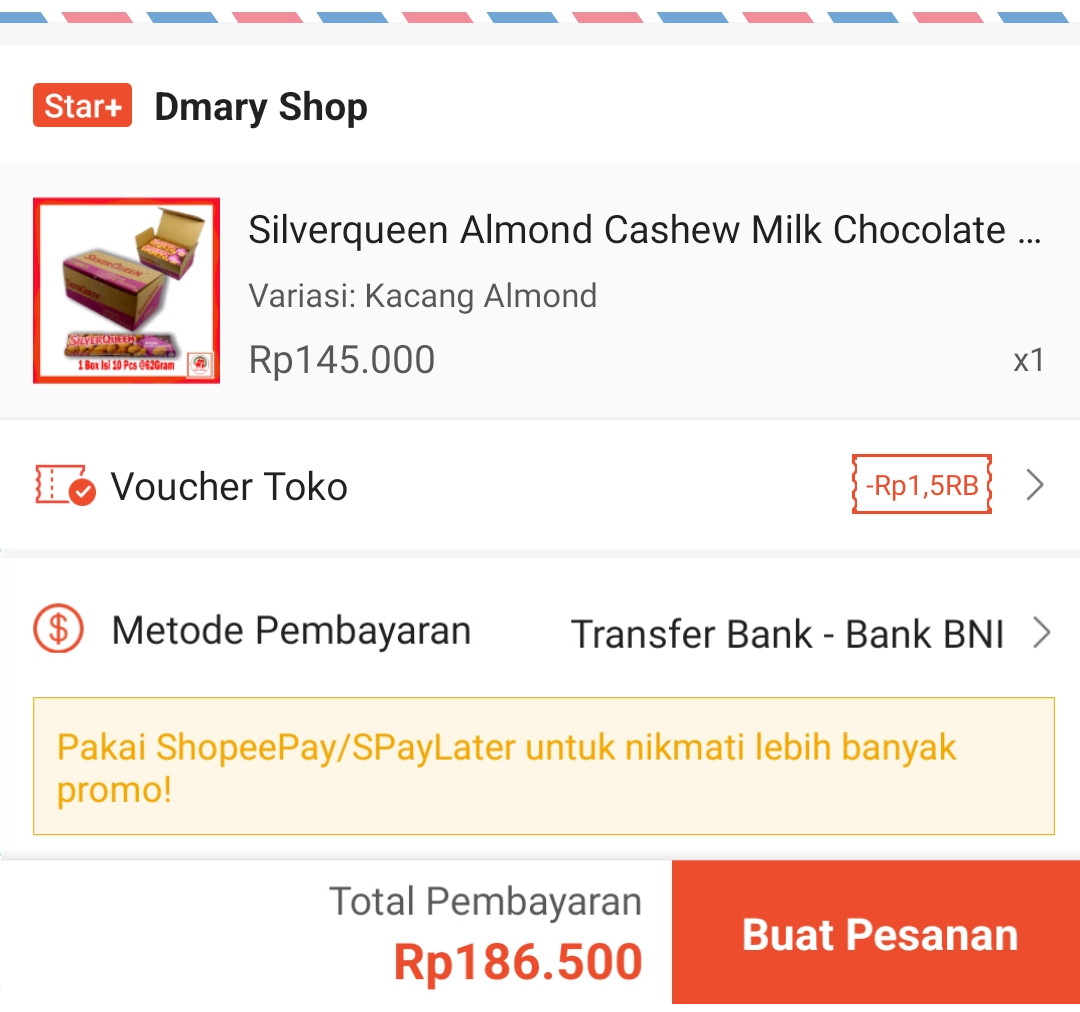 Star+ Dmary Shop
Silverqueen Almond Cashew Milk Chocolate ...
SILVERQUEEN
SILVERQUEEN
1 Box Isi 10 Pcs @62Gram
Variasi: Kacang Almond
Rp145.000 x1
Voucher Toko -Rp1,5RB
Metode Pembayaran Transfer Bank - Bank BNI
Pakai ShopeePay/SPayLater untuk nikmati lebih banyak
promo!
Total Pembayaran
Rp186.500
Buat Pesanan